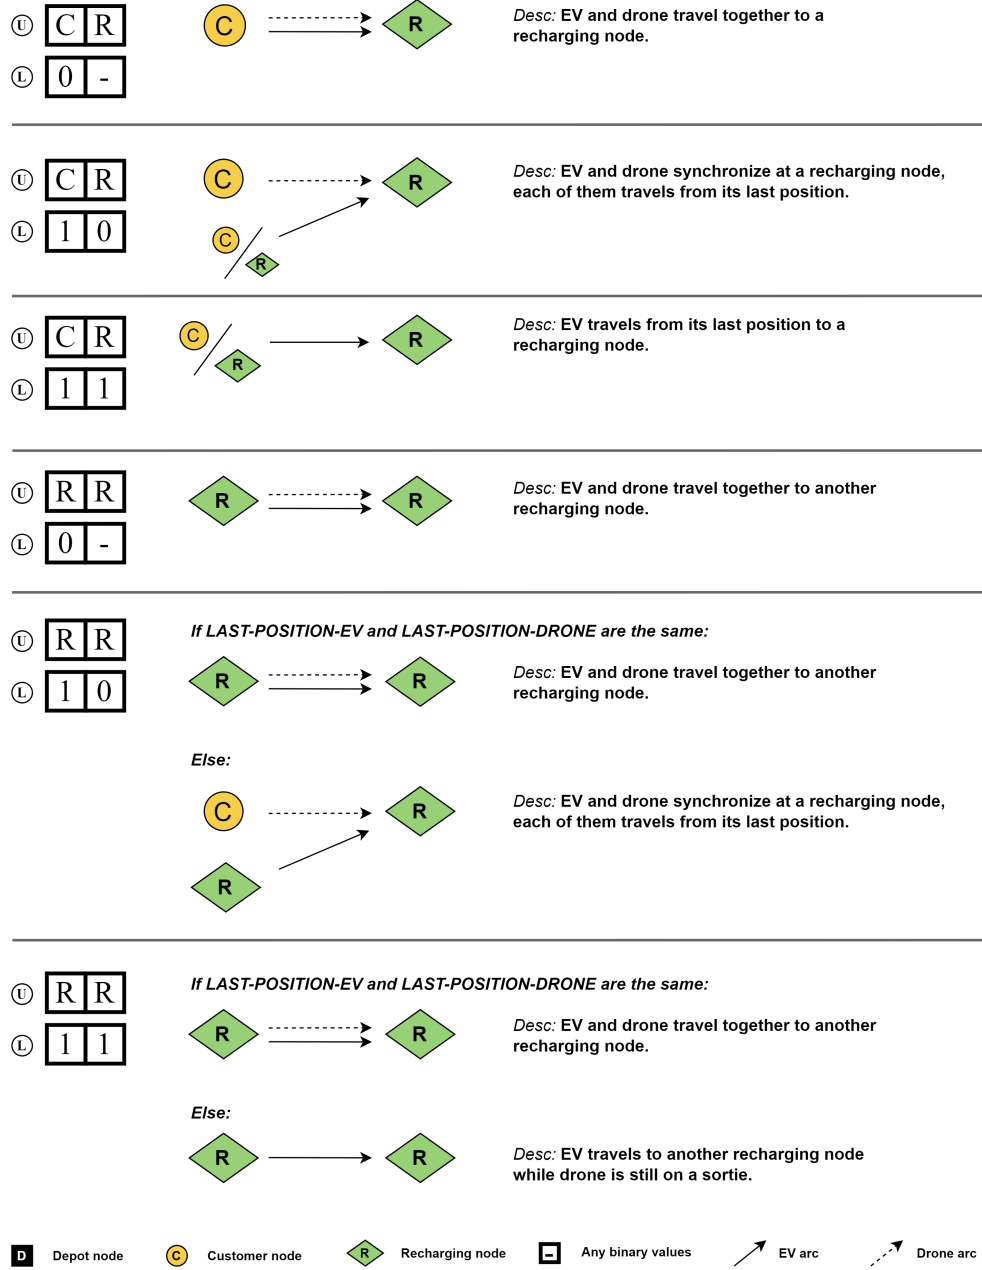 U C R C R Desc: EV and drone travel together to a
recharging node.
L 0 -
U C R C R Desc: EV and drone synchronize at a recharging node,
each of them travels from its last position.
L 1 0 C R
U C R C R R Desc: EV travels from its last position to a
recharging node.
L 1 1
U R R R R Desc: EV and drone travel together to another
recharging node.
L 0 -
U R R If LAST-POSITION-EV and LAST-POSITION-DRONE are the same:
L 1 0 R R Desc: EV and drone travel together to another
recharging node.
Else:
C R Desc: EV and drone synchronize at a recharging node,
each of them travels from its last position.
R
U R R If LAST-POSITION-EV and LAST-POSITION-DRONE are the same:
L 1 1 R R Desc: EV and drone travel together to another
recharging node.
Else:
R R Desc: EV travels to another recharging node
while drone is still on a sortie.
D Depot node C Customer node R Recharging node - Any binary values EV arc Drone arc